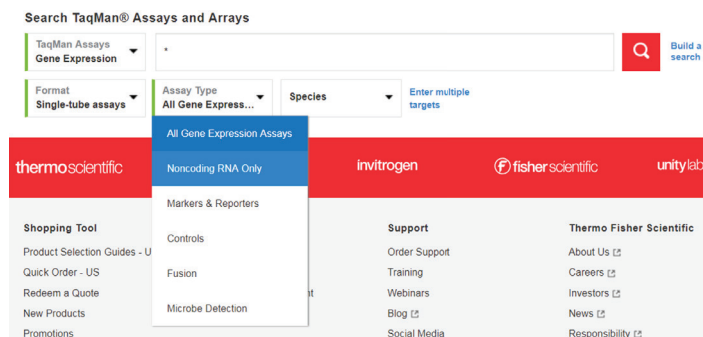 Search TaqMan® Assays and Arrays
TaqMan Assays
Gene Expression
*
Build a
search
Format
Single-tube assays
Assay Type
All Gene Express...
Species
Enter multiple
targets
All Gene Expression Assays
Noncoding RNA Only
Markers & Reporters
Controls
Fusion
Microbe Detection
thermoscientific
invitrogen
fisherscientific
unitylab
Shopping Tool
Product Selection Guides - U
Quick Order - US
Redeem a Quote
New Products
Promotions
nt
Support
Order Support
Training
Webinars
Blog
Social Media
Thermo Fisher Scientific
About Us
Careers
Investors
News
Responsibility